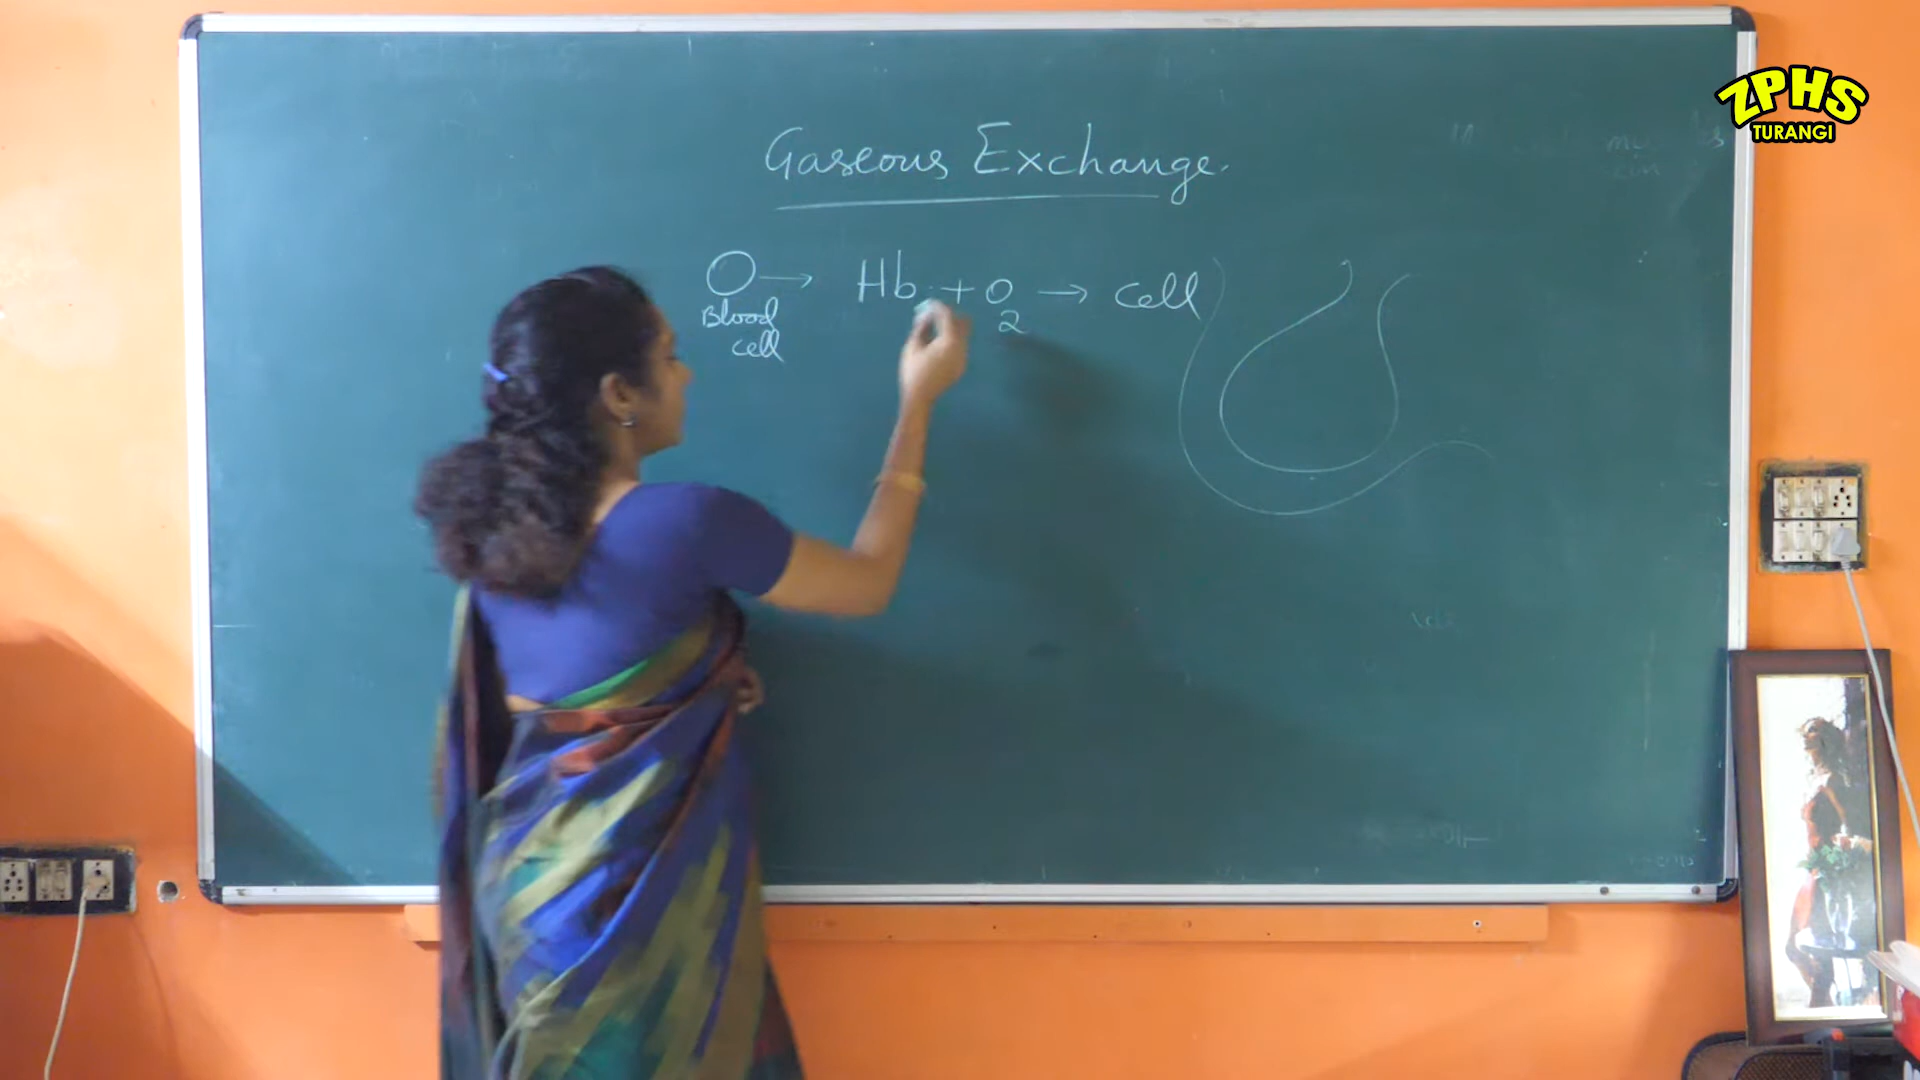 ZPHS
TURANGI
Gaseous Exchange.
→ Hb + O2 → cell
Blood
cell